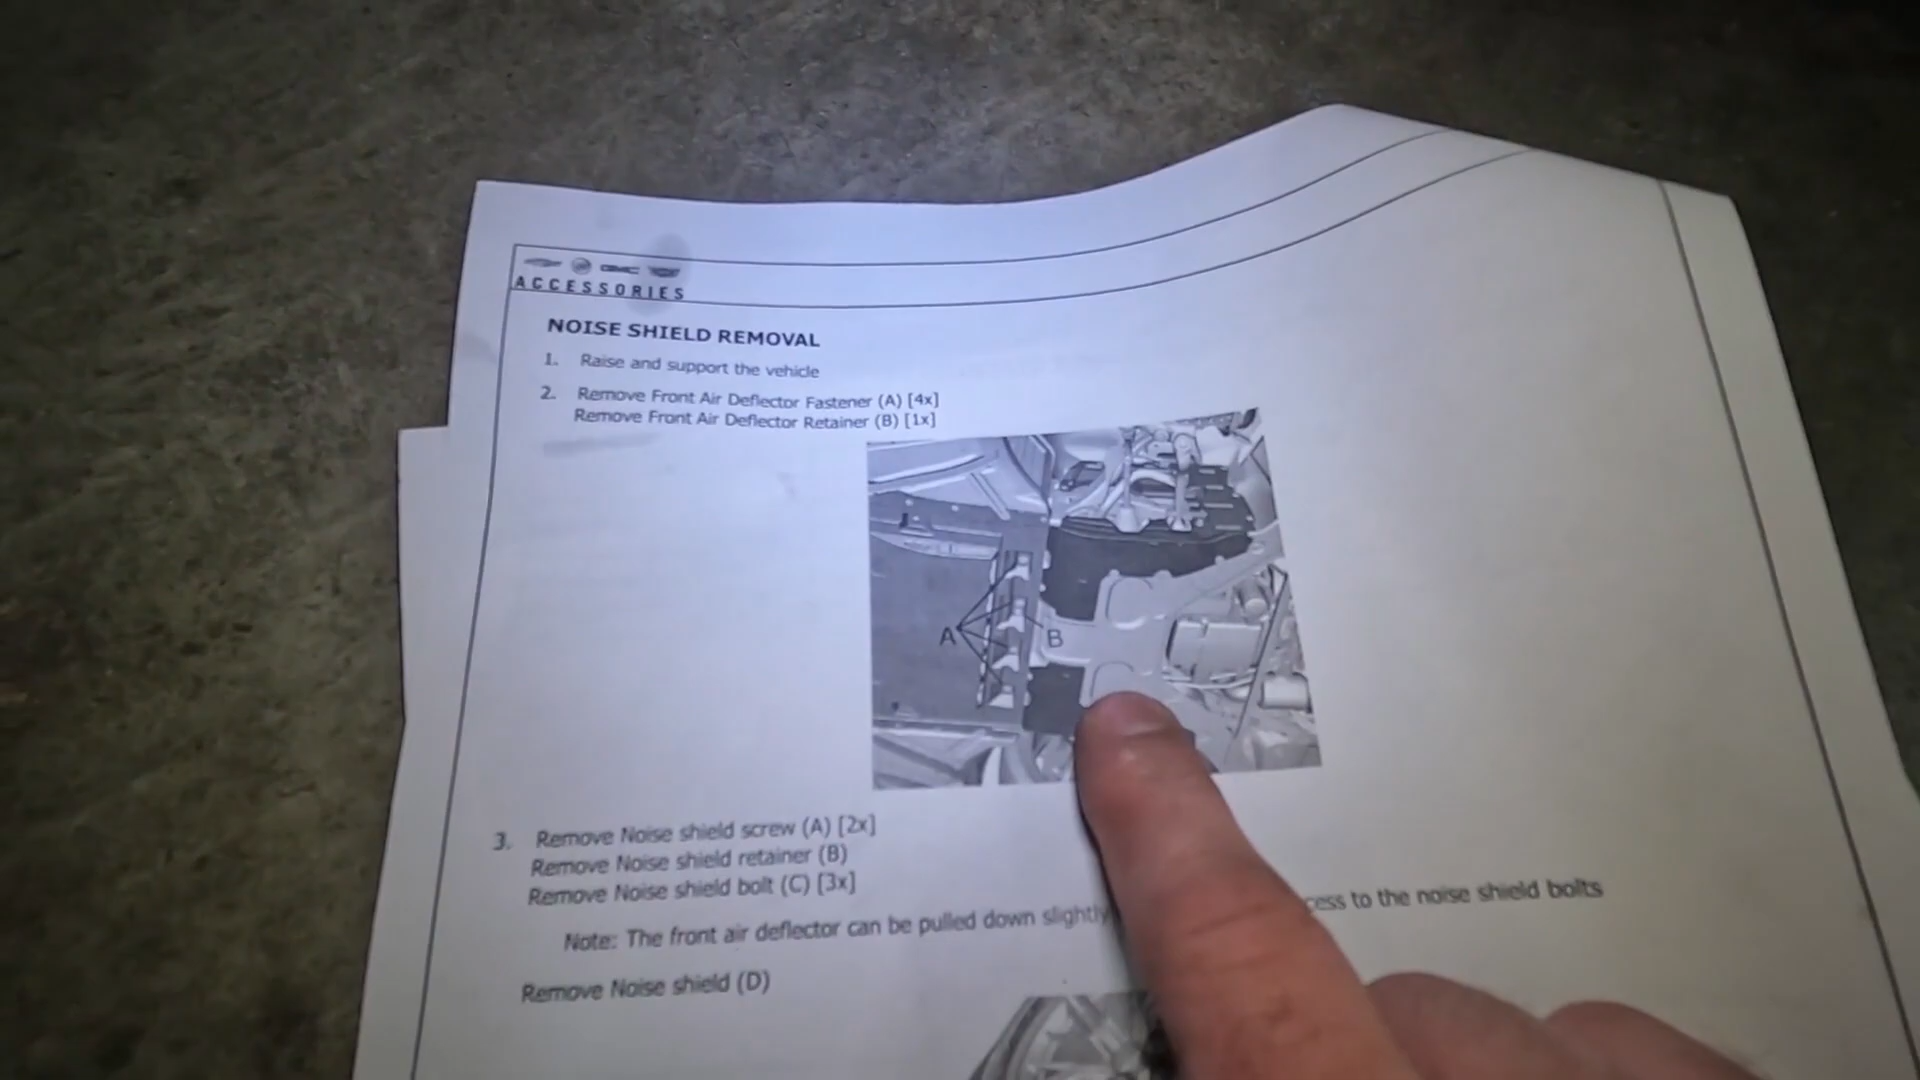 GMC
ACCESSORIES
NOISE SHIELD REMOVAL
1. Raise and support the vehicle
2. Remove Front Air Deflector Fastener (A) [4x]
Remove Front Air Deflector Retainer (B) [1x]
A
B
3. Remove Noise shield screw (A) [2x]
Remove Noise shield retainer (B)
Remove Noise shield bolt (C) [3x]
Note: The front air deflector can be pulled down slightly cess to the noise shield bolts
Remove Noise shield (D)